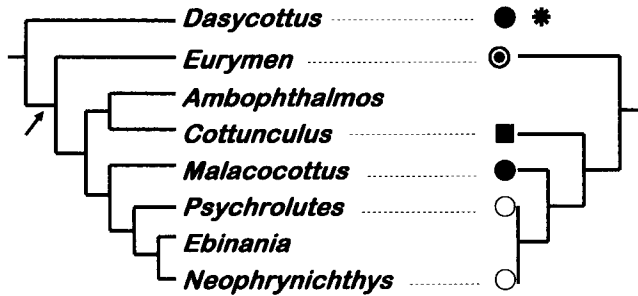 Dasycottus
Eurymen
Ambophthalmos
Cottunculus
Malacocottus
Psychrolutes
Ebinania
Neophrynichthys